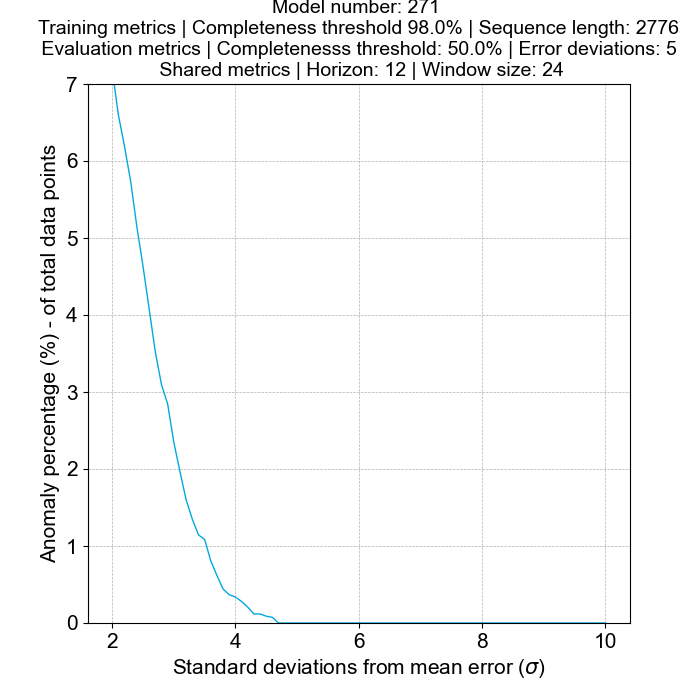 Model number: 271
Training metrics | Completeness threshold 98.0% | Sequence length: 2776
Evaluation metrics | Completenesss threshold: 50.0% | Error deviations: 5
Shared metrics | Horizon: 12 | Window size: 24
7
6
5
4
3
2
1
0
Anomaly percentage (%) - of total data points
2 4 6 8 10
Standard deviations from mean error (σ)